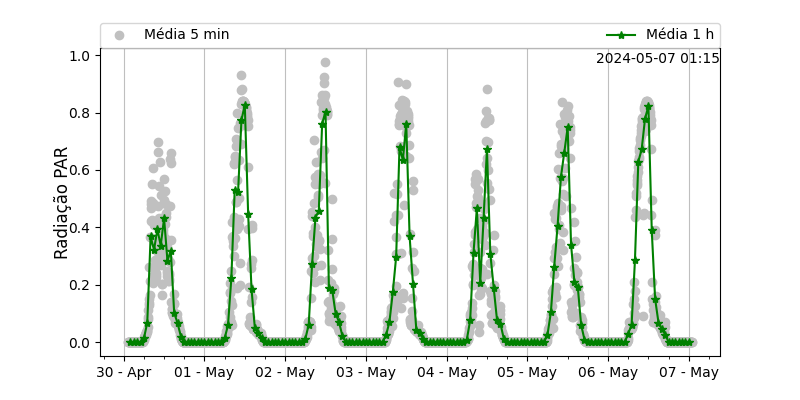 Média 5 min
Média 1 h
2024-05-07 01:15
Radiação PAR
1.0
0.8
0.6
0.4
0.2
0.0
30 - Apr
01 - May
02 - May
03 - May
04 - May
05 - May
06 - May
07 - May